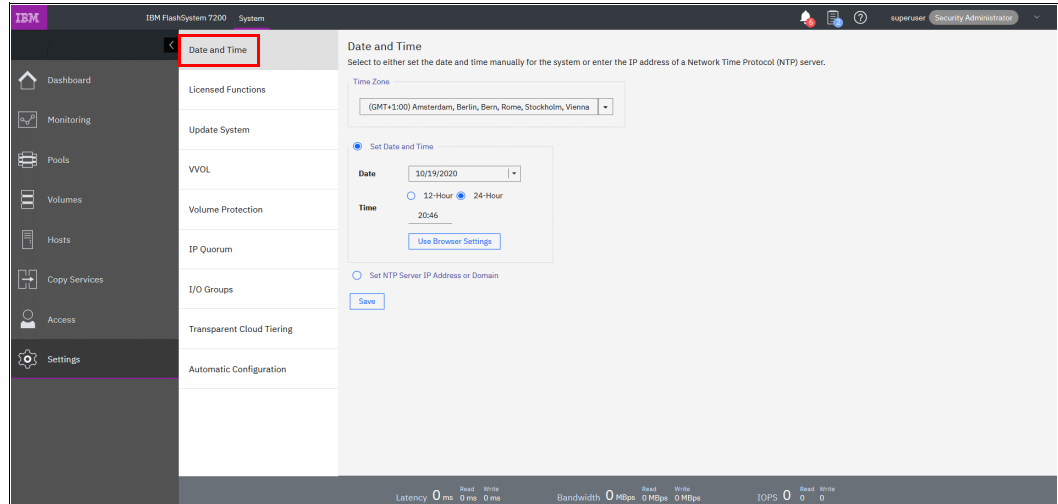 IBM
IBM FlashSystem 7200 System
6
2
?
superuser Security Administrator
Dashboard
Monitoring
Pools
Volumes
Hosts
Copy Services
Access
Settings
Date and Time
Licensed Functions
Update System
VVOL
Volume Protection
IP Quorum
I/O Groups
Transparent Cloud Tiering
Automatic Configuration
Date and Time
Select to either set the date and time manually for the system or enter the IP address of a Network Time Protocol (NTP) server.
Time Zone
(GMT+1:00) Amsterdam, Berlin, Bern, Rome, Stockholm, Vienna
Set Date and Time
Date 10/19/2020
12-Hour 24-Hour
Time
20:46
Use Browser Settings
Set NTP Server IP Address or Domain
Save
Read Write Read Write Read Write
Latency 0 ms 0 ms 0 ms Bandwidth 0 MBps 0 MBps 0 MBps IOPS 0 0 0